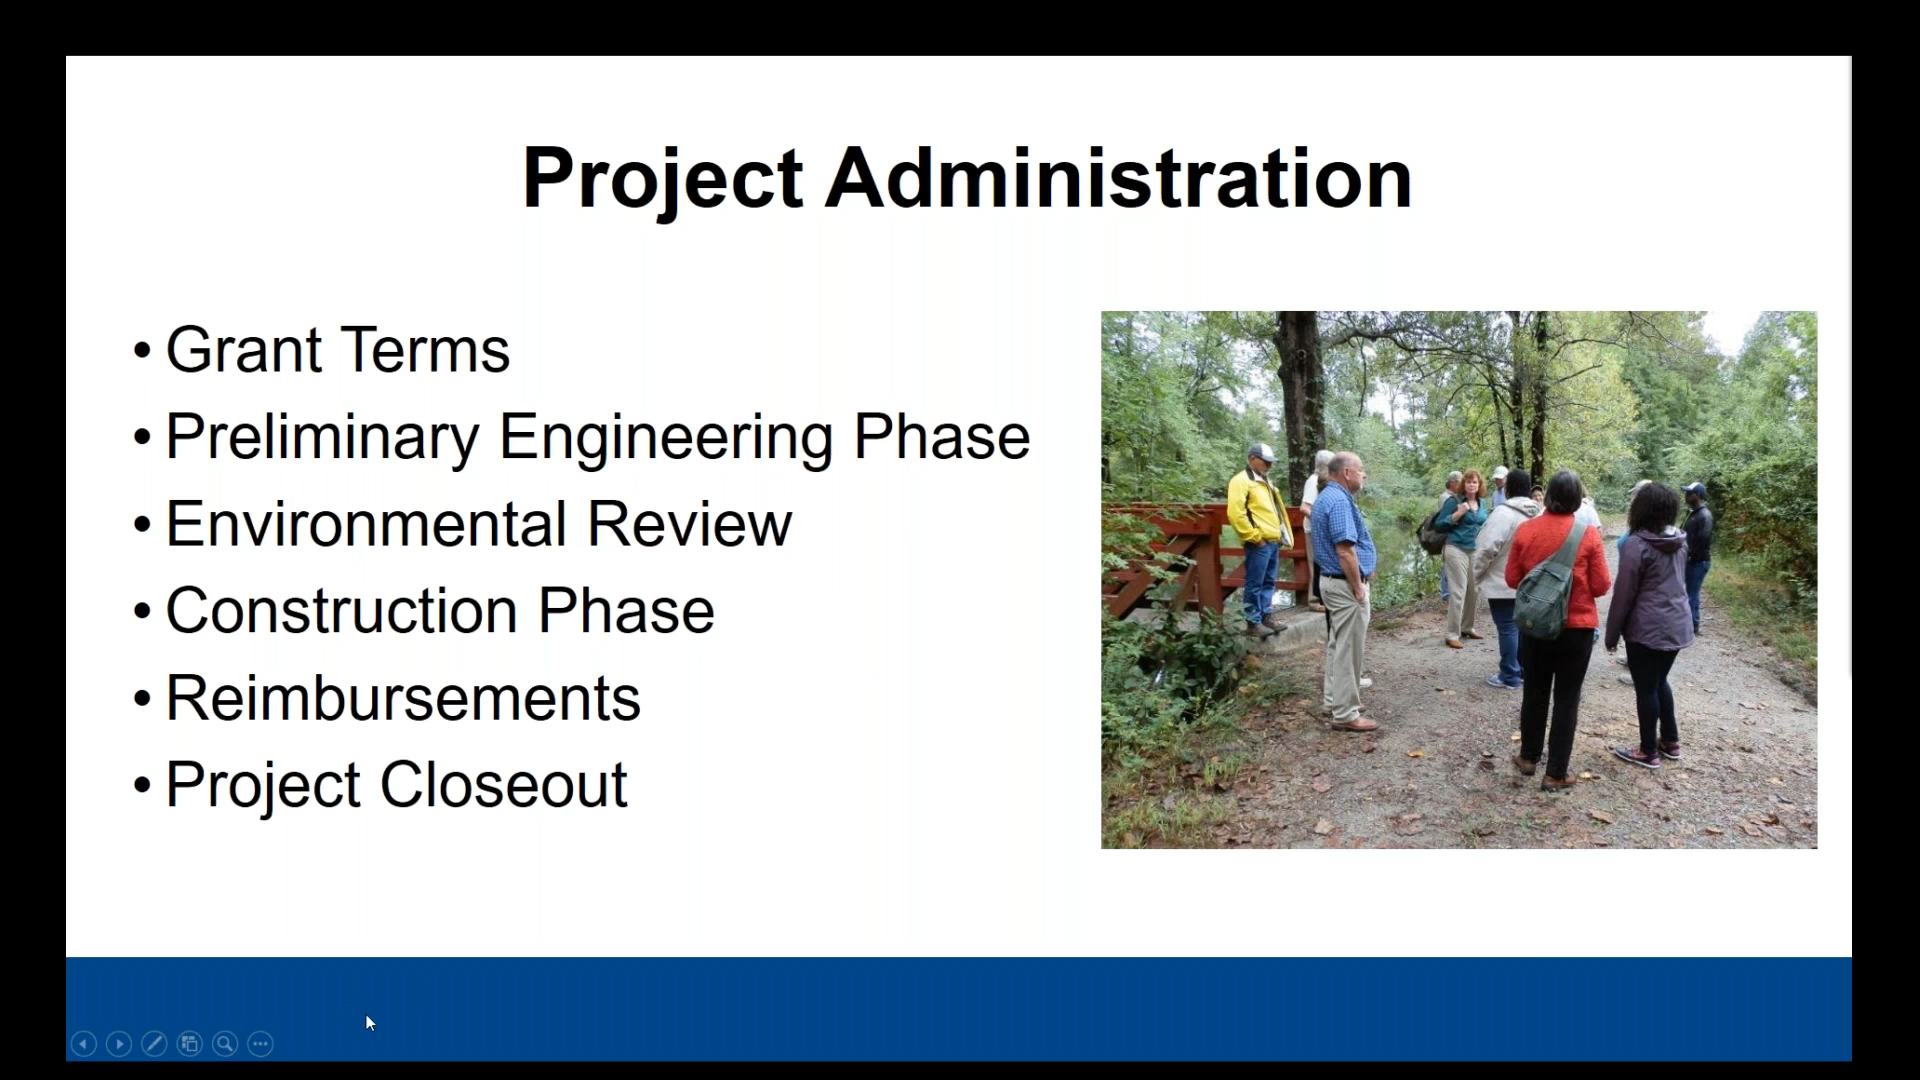 Project Administration
• Grant Terms
• Preliminary Engineering Phase
• Environmental Review
• Construction Phase
• Reimbursements
• Project Closeout